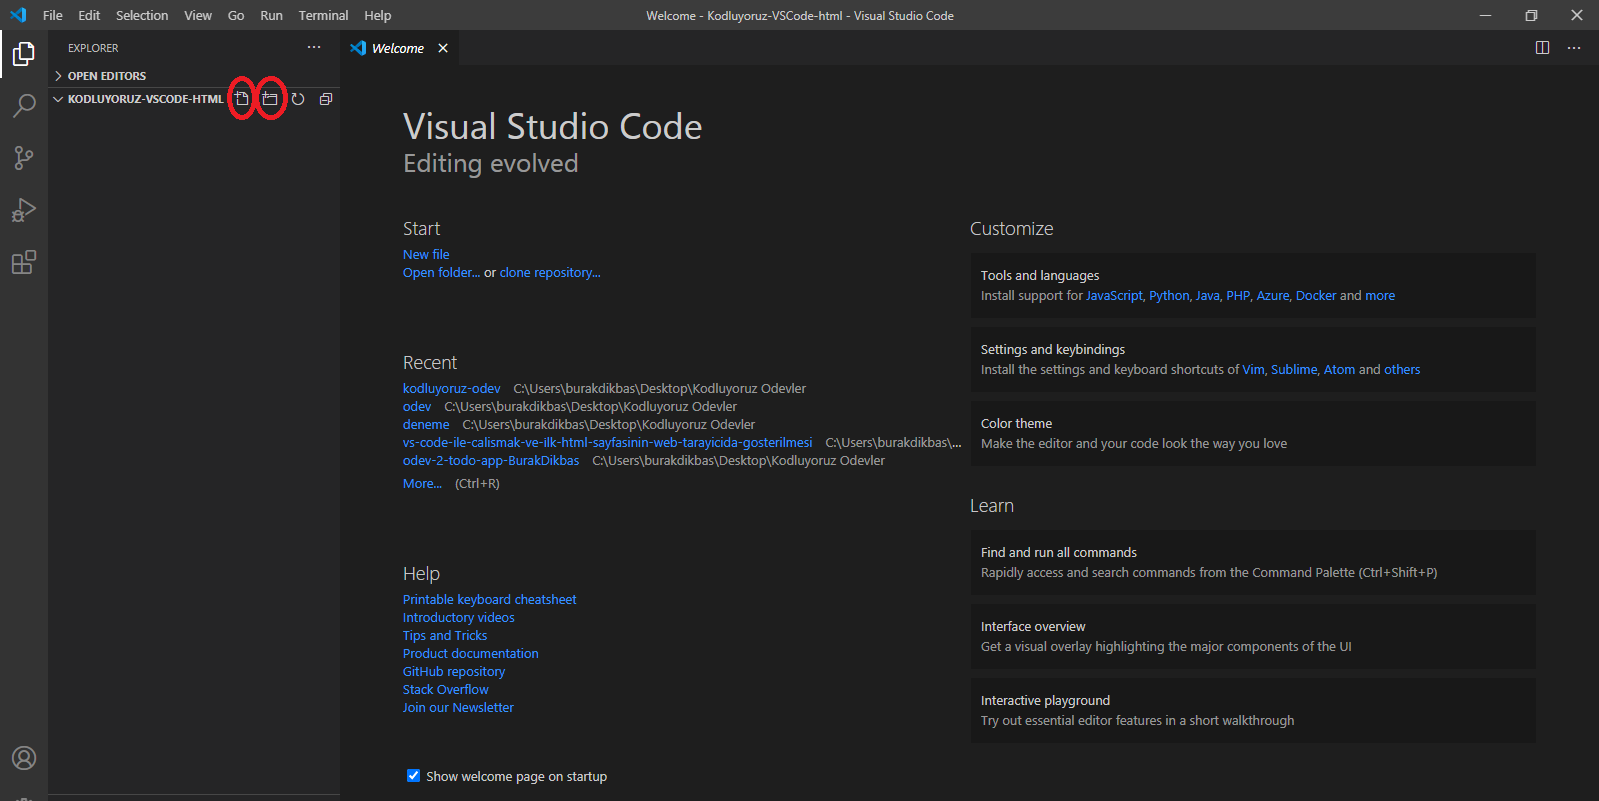 File Edit Selection View Go Run Terminal Help
Welcome - Kodluyoruz-VSCode-html - Visual Studio Code
EXPLORER
OPEN EDITORS
KODLUYORUZ-VSCODE-HTML
Welcome
Visual Studio Code
Editing evolved
Start
New file
Open folder... or clone repository...
Recent
kodluyoruz-odev C:\Users\burakdikbas\Desktop\Kodluyoruz Odevler
odev C:\Users\burakdikbas\Desktop\Kodluyoruz Odevler
deneme C:\Users\burakdikbas\Desktop\Kodluyoruz Odevler
vs-code-ile-calismak-ve-ilk-html-sayfasinin-web-tarayicida-gosterilmesi C:\Users\burakdikbas\...
odev-2-todo-app-BurakDikbas C:\Users\burakdikbas\Desktop\Kodluyoruz Odevler
More... (Ctrl+R)
Help
Printable keyboard cheatsheet
Introductory videos
Tips and Tricks
Product documentation
GitHub repository
Stack Overflow
Join our Newsletter
Show welcome page on startup
Customize
Tools and languages
Install support for JavaScript, Python, Java, PHP, Azure, Docker and more
Settings and keybindings
Install the settings and keyboard shortcuts of Vim, Sublime, Atom and others
Color theme
Make the editor and your code look the way you love
Learn
Find and run all commands
Rapidly access and search commands from the Command Palette (Ctrl+Shift+P)
Interface overview
Get a visual overlay highlighting the major components of the UI
Interactive playground
Try out essential editor features in a short walkthrough